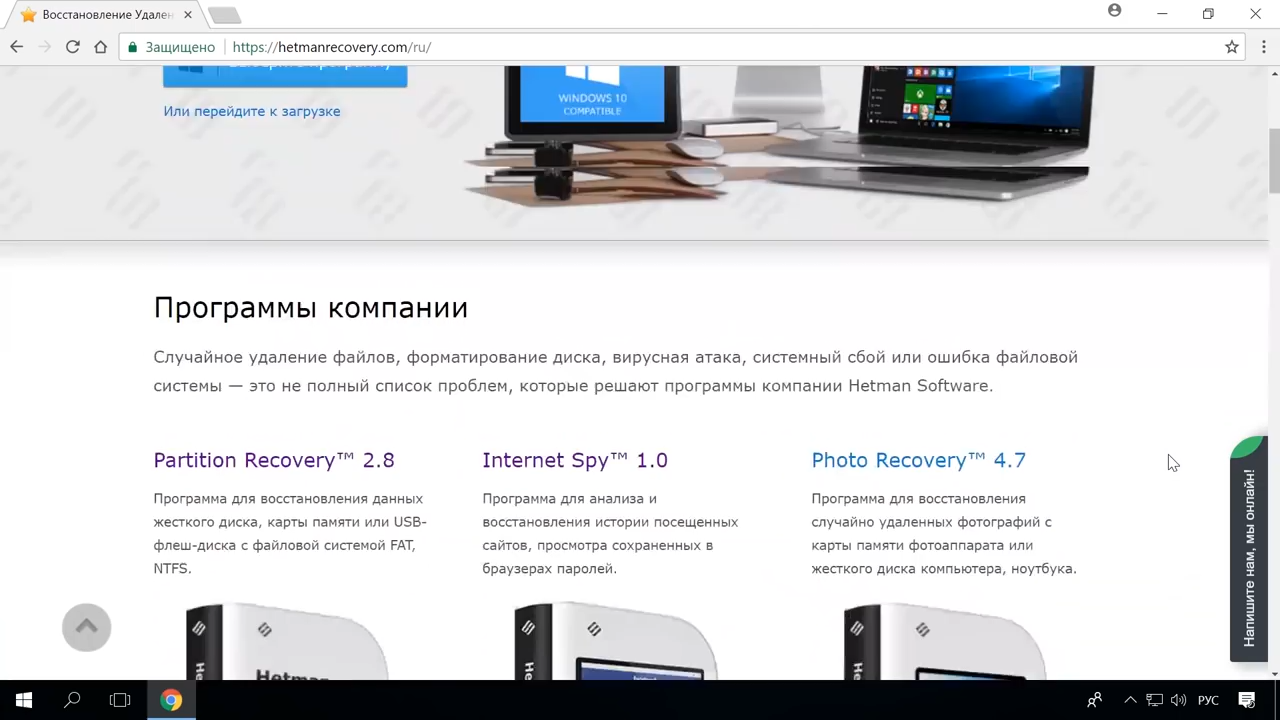 Восстановление Удален
Защищено
https://hetmanrecovery.com/ru/
Или перейдите к загрузке
WINDOWS 10
COMPATIBLE
Программы компании
Случайное удаление файлов, форматирование диска, вирусная атака, системный сбой или ошибка файловой
системы — это не полный список проблем, которые решают программы компании Hetman Software.
Partition Recovery™ 2.8
Программа для восстановления данных
жесткого диска, карты памяти или USB-
флеш-диска с файловой системой FAT,
NTFS.
Internet Spy™ 1.0
Программа для анализа и
восстановления истории посещенных
сайтов, просмотра сохраненных в
браузерах паролей.
Photo Recovery™ 4.7
Программа для восстановления
случайно удаленных фотографий с
карты памяти фотоаппарата или
жесткого диска компьютера, ноутбука.
Hetman
Напишите нам, мы онлайн!
РУС